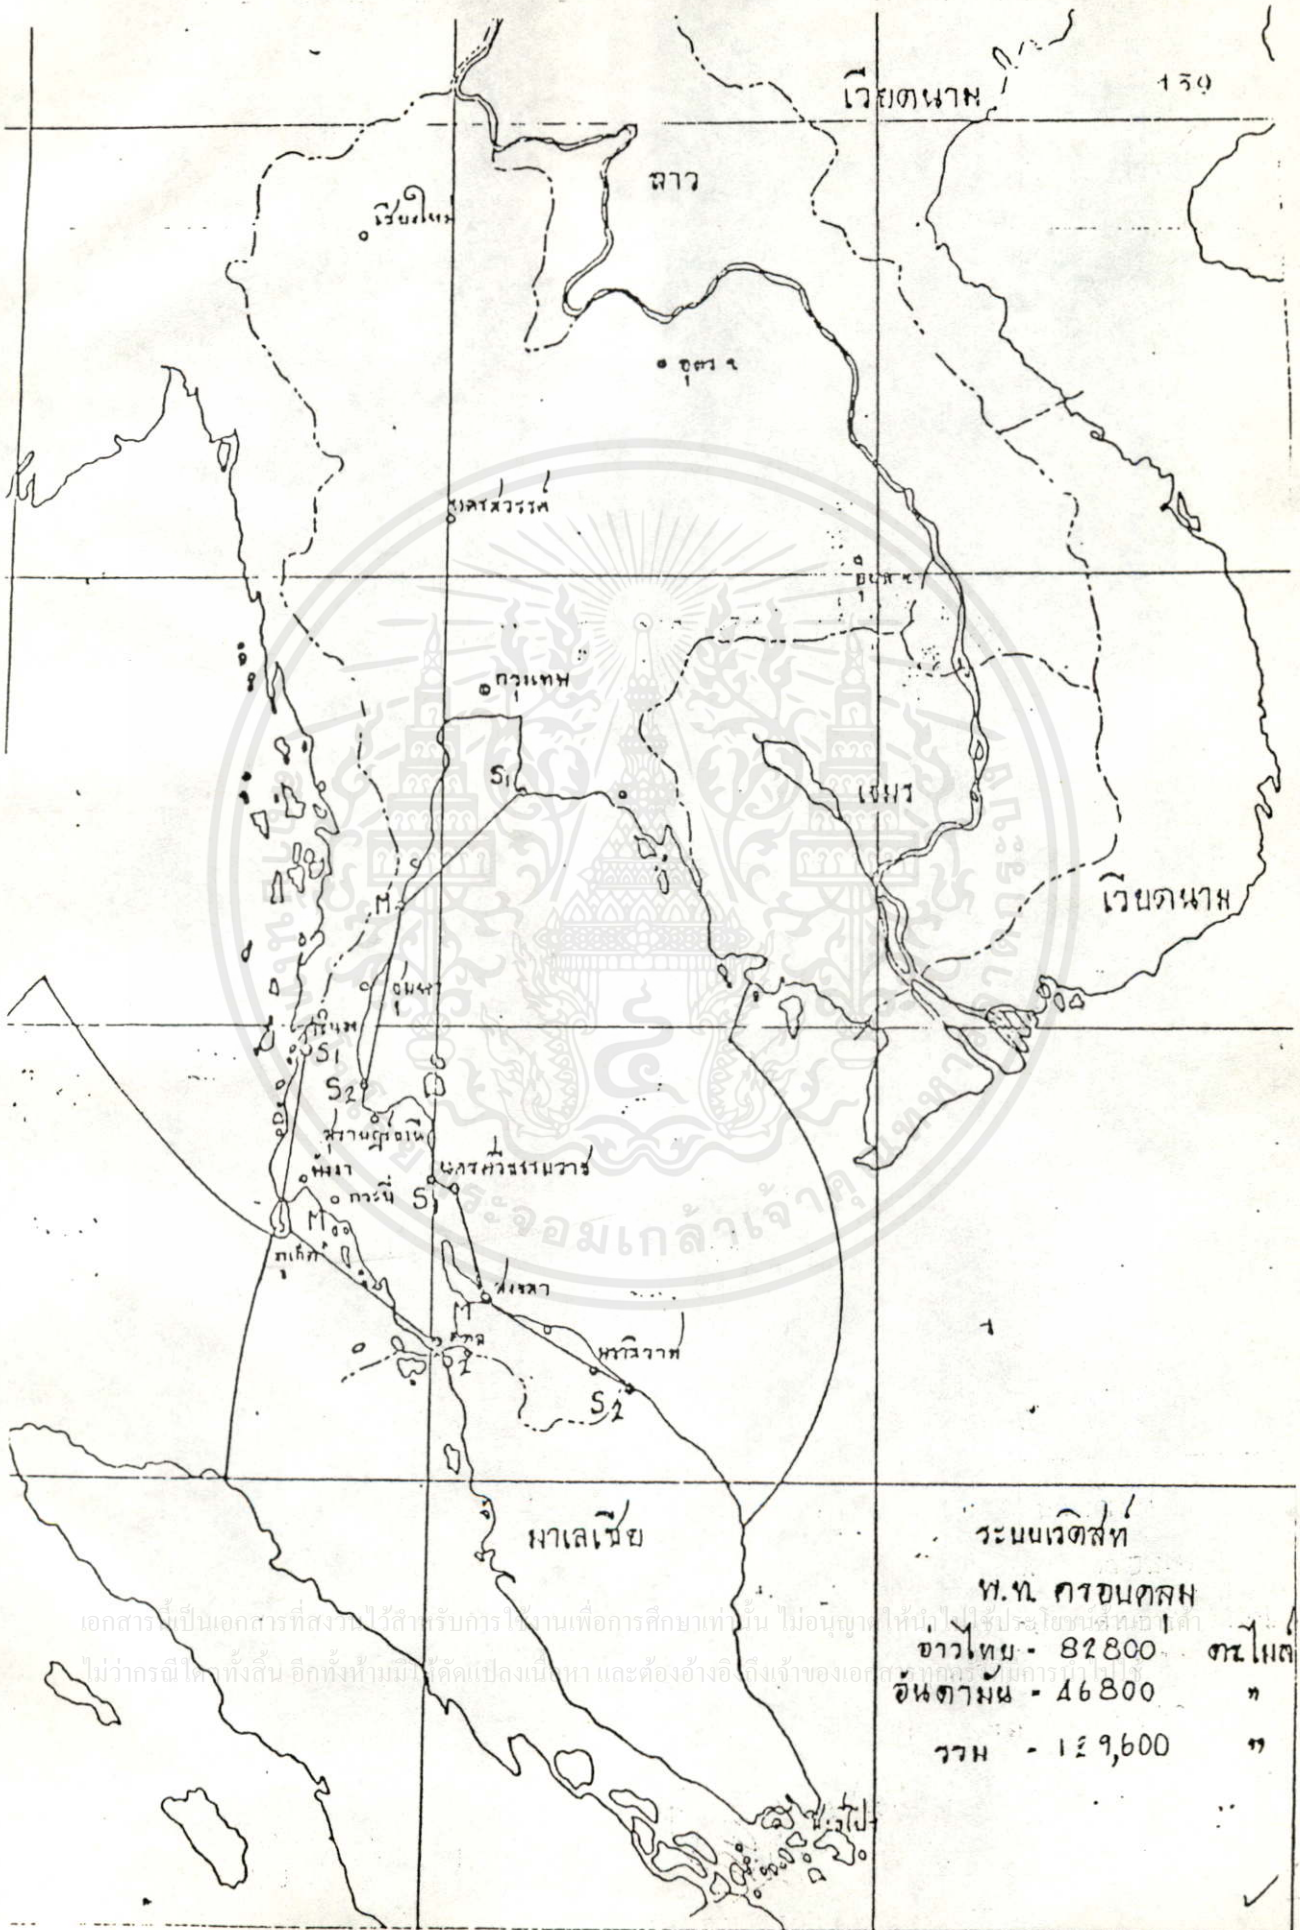 159
เวียดนาม
ลาว
เชียงใหม่
อุดร ฯ
นครสวรรค์
อุบล ฯ
กรุงเทพ
S1
เขมร
M
เวียดนาม
ชุมพร
S1
S2
สุราษฎร์ธานี
พังงา
นครศรีธรรมราช
กระบี่
S1
M
ภูเก็ต
สงขลา
M
สตูล
นราธิวาส
S2
มาเลเซีย
ระบบเรดิสท์
พ.ท. ครอบคลุม
อ่าวไทย - 82800 ตร.ไมล์
อันดามัน - 46800 "
รวม - 129,600 "
เอกสารนี้เป็นเอกสารที่สงวนไว้สำหรับการใช้งานเพื่อการศึกษาเท่านั้น ไม่อนุญาตให้นำไปใช้ประโยชน์ด้านการค้า
ไม่ว่ากรณีใดๆ ทั้งสิ้น อีกทั้งห้ามมิให้ดัดแปลงเนื้อหา และต้องอ้างอิงถึงเจ้าของเอกสารทุกครั้งที่มีการนำไปใช้